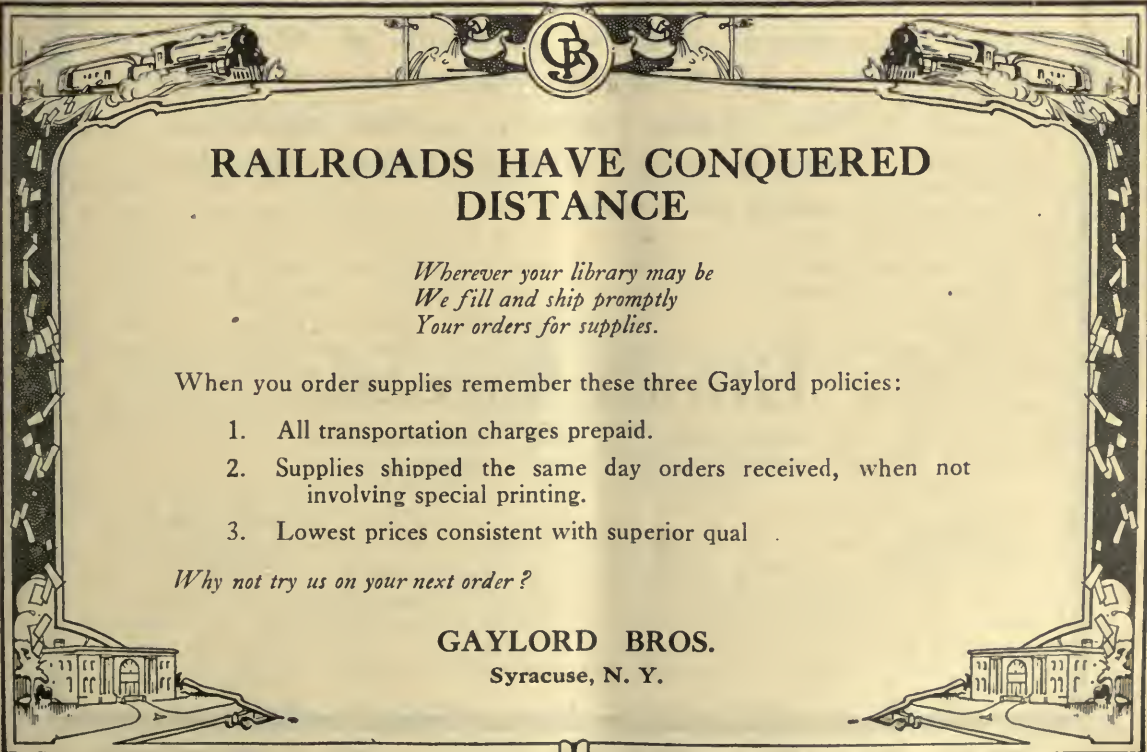 GB
RAILROADS HAVE CONQUERED
DISTANCE
Wherever your library may be
We fill and ship promptly
Your orders for supplies.
When you order supplies remember these three Gaylord policies:
1. All transportation charges prepaid.
2. Supplies shipped the same day orders received, when not
involving special printing.
3. Lowest prices consistent with superior qual .
Why not try us on your next order?
GAYLORD BROS.
Syracuse, N. Y.